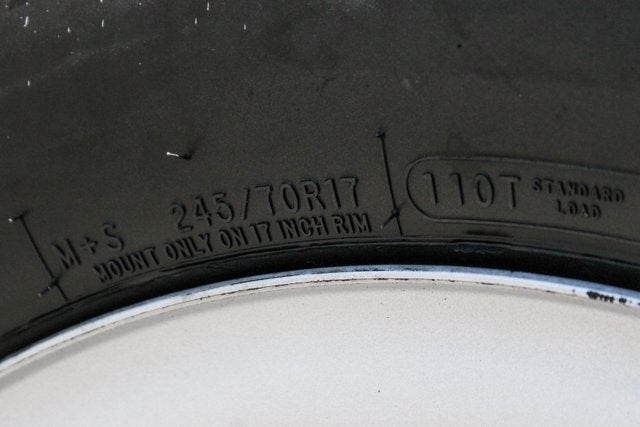 M+S 245/70R17
MOUNT ONLY ON 17 INCH RIM
110T STANDARD
LOAD